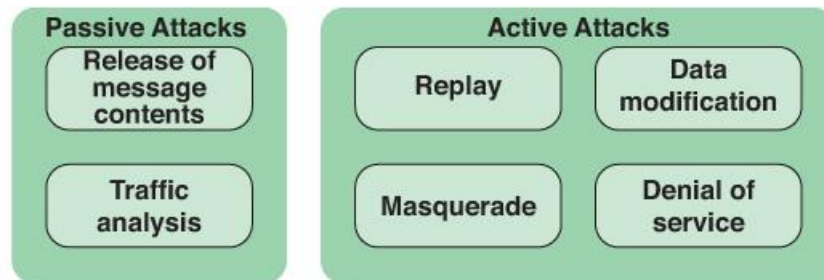 Passive Attacks
Release of
message
contents
Traffic
analysis
Active Attacks
Replay
Data
modification
Masquerade
Denial of
service